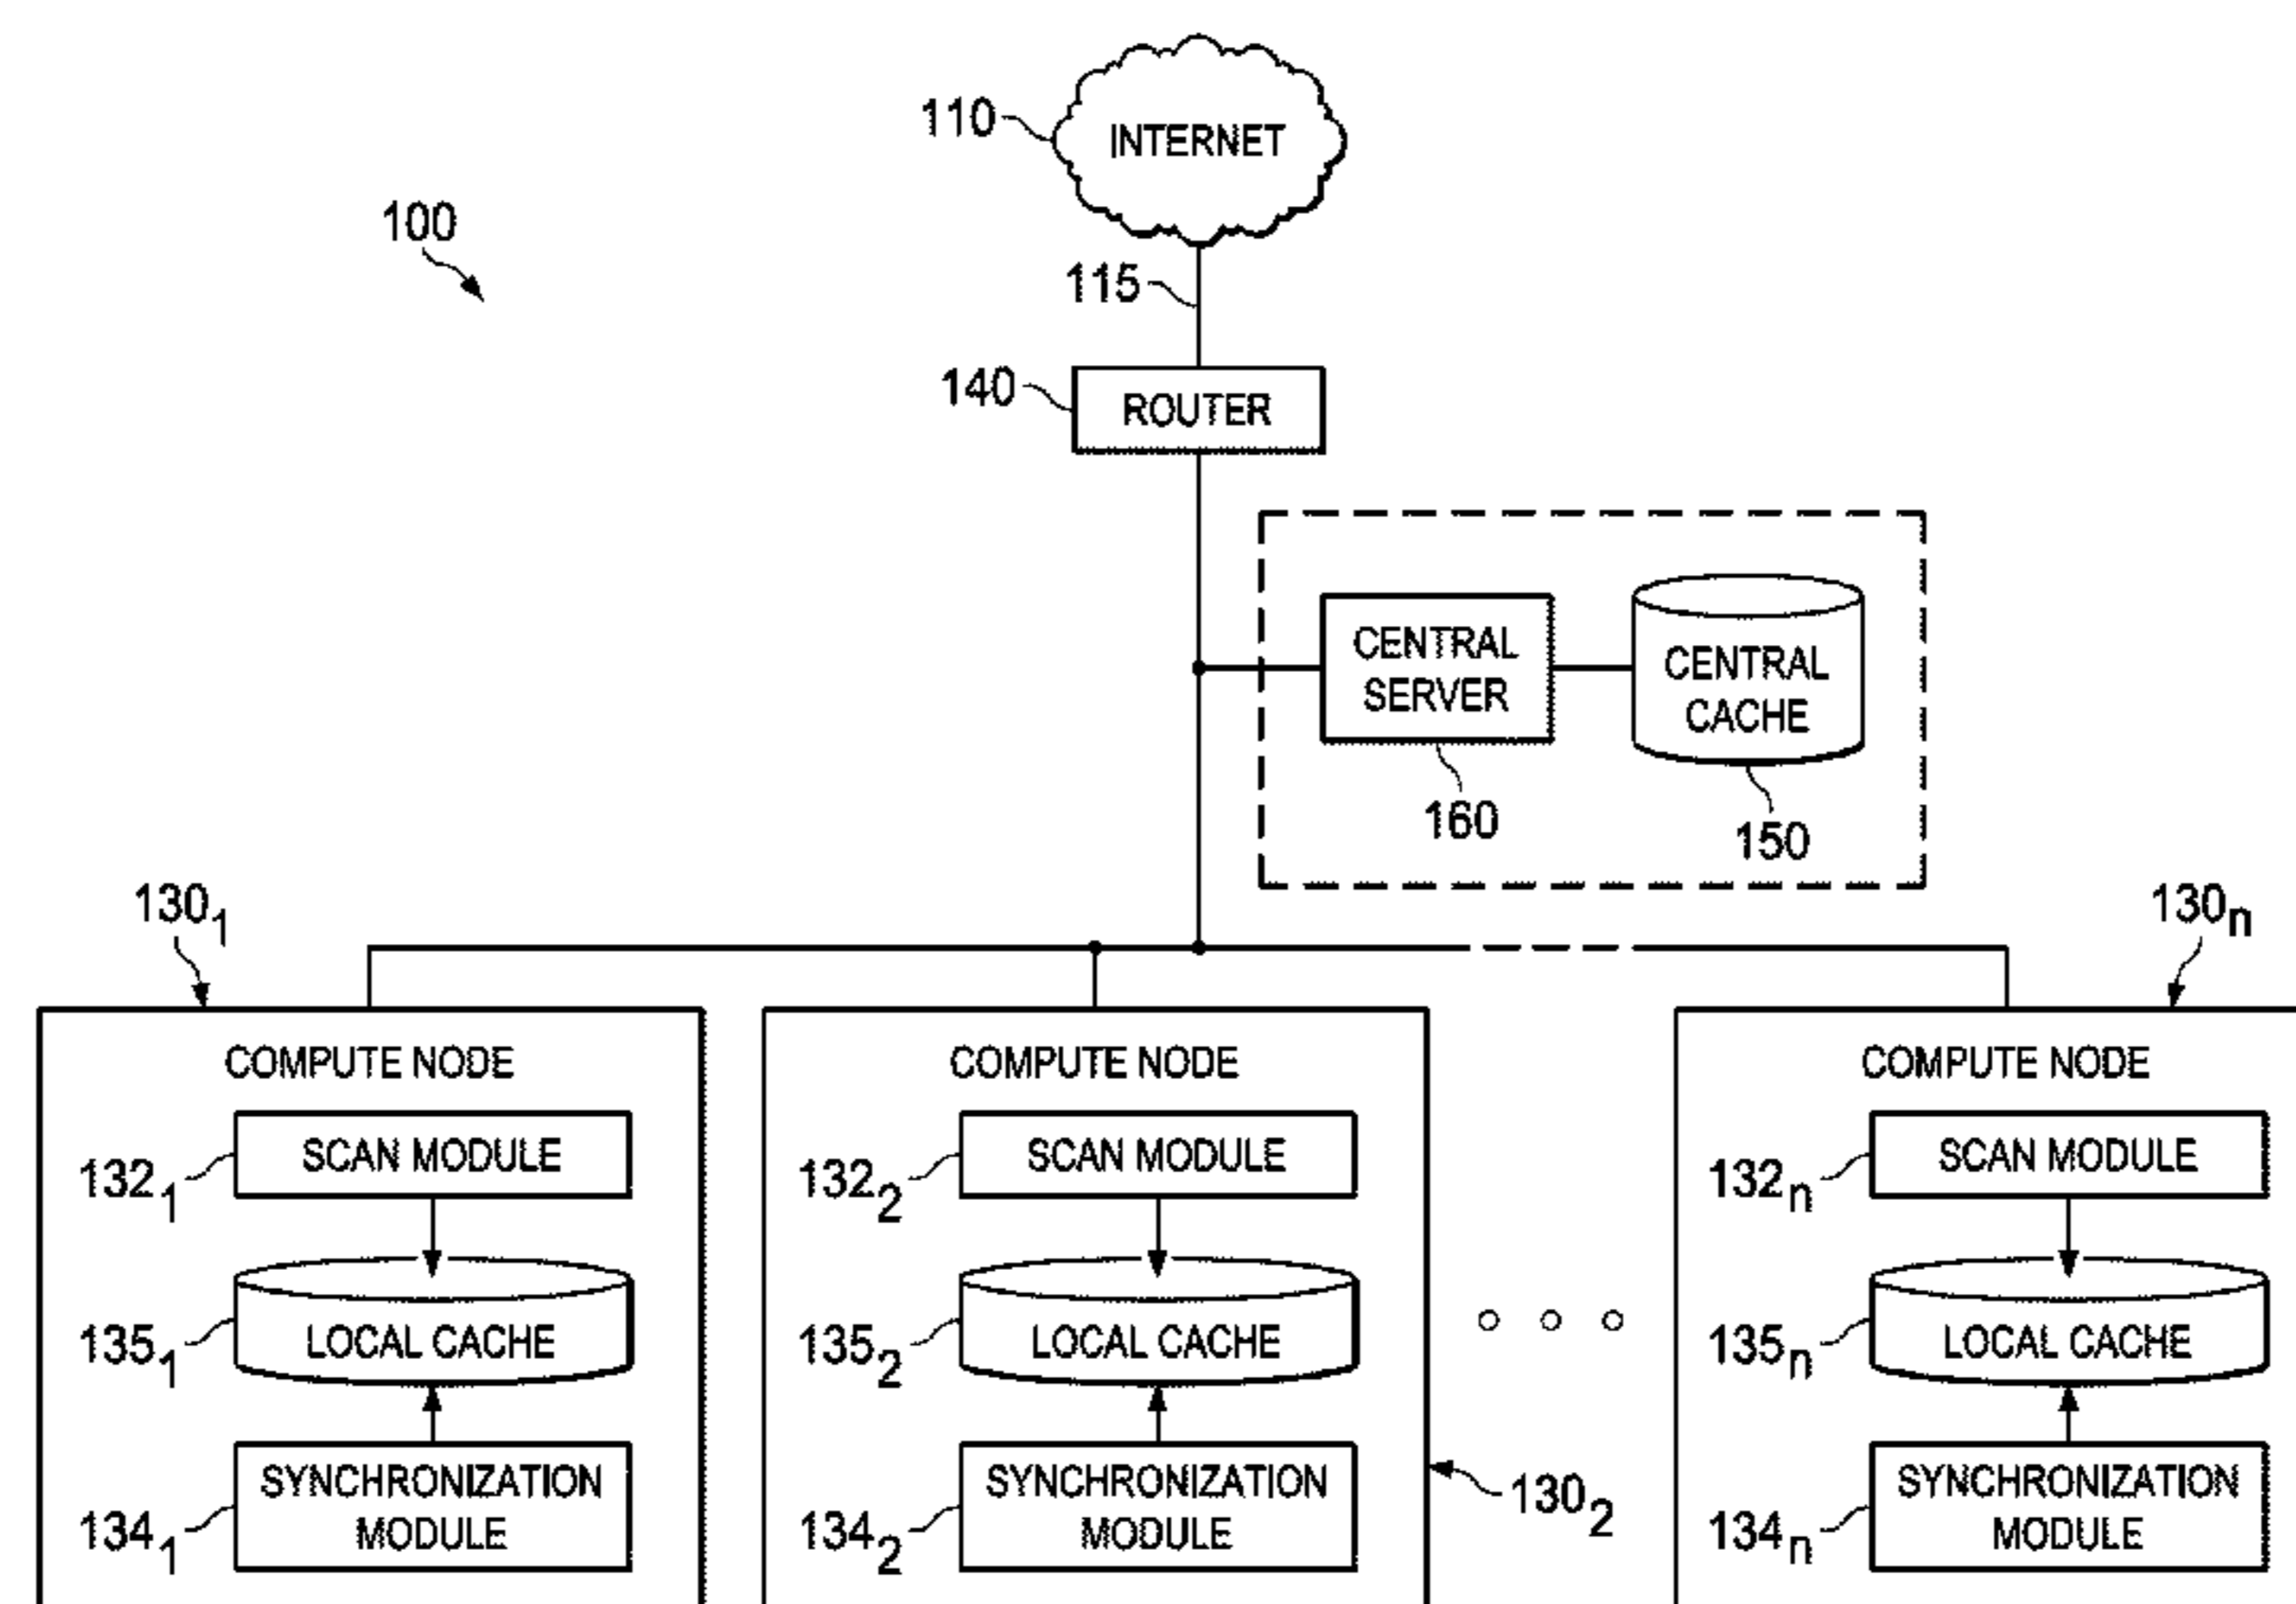 110
INTERNET
100
115
140
ROUTER
CENTRAL
SERVER
CENTRAL
CACHE
160
150
130₁
130ₙ
COMPUTE NODE
COMPUTE NODE
COMPUTE NODE
132₁
SCAN MODULE
132₂
SCAN MODULE
132ₙ
SCAN MODULE
135₁
LOCAL CACHE
135₂
LOCAL CACHE
135ₙ
LOCAL CACHE
134₁
SYNCHRONIZATION
MODULE
134₂
SYNCHRONIZATION
MODULE
130₂
134ₙ
SYNCHRONIZATION
MODULE